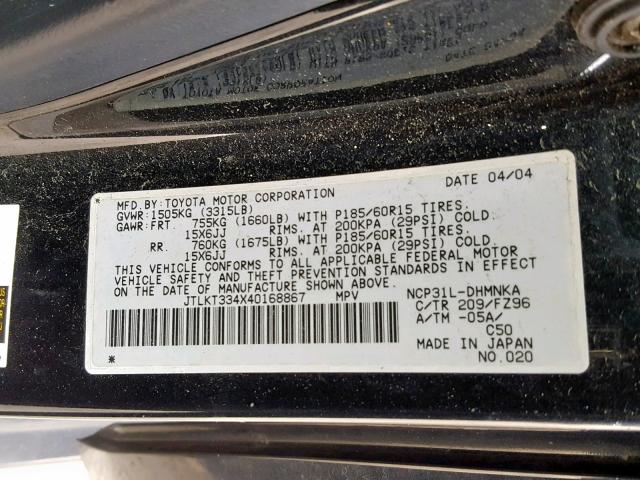 MFD.BY:TOYOTA MOTOR CORPORATION DATE 04/04
GVWR:1505KG (3315LB)
GAWR:FRT. 755KG (1660LB) WITH P185/60R15 TIRES,
15X6JJ RIMS, AT 200KPA (29PSI) COLD.
RR. 760KG (1675LB) WITH P185/60R15 TIRES,
15X6JJ RIMS, AT 200KPA (29PSI) COLD.
THIS VEHICLE CONFORMS TO ALL APPLICABLE FEDERAL MOTOR
VEHICLE SAFETY AND THEFT PREVENTION STANDARDS IN EFFECT
ON THE DATE OF MANUFACTURE SHOWN ABOVE.
JTLKT334X40168867 MPV NCP31L-DHMNKA
C/TR 209/FZ96
A/TM -05A/
C50
MADE IN JAPAN
NO.020